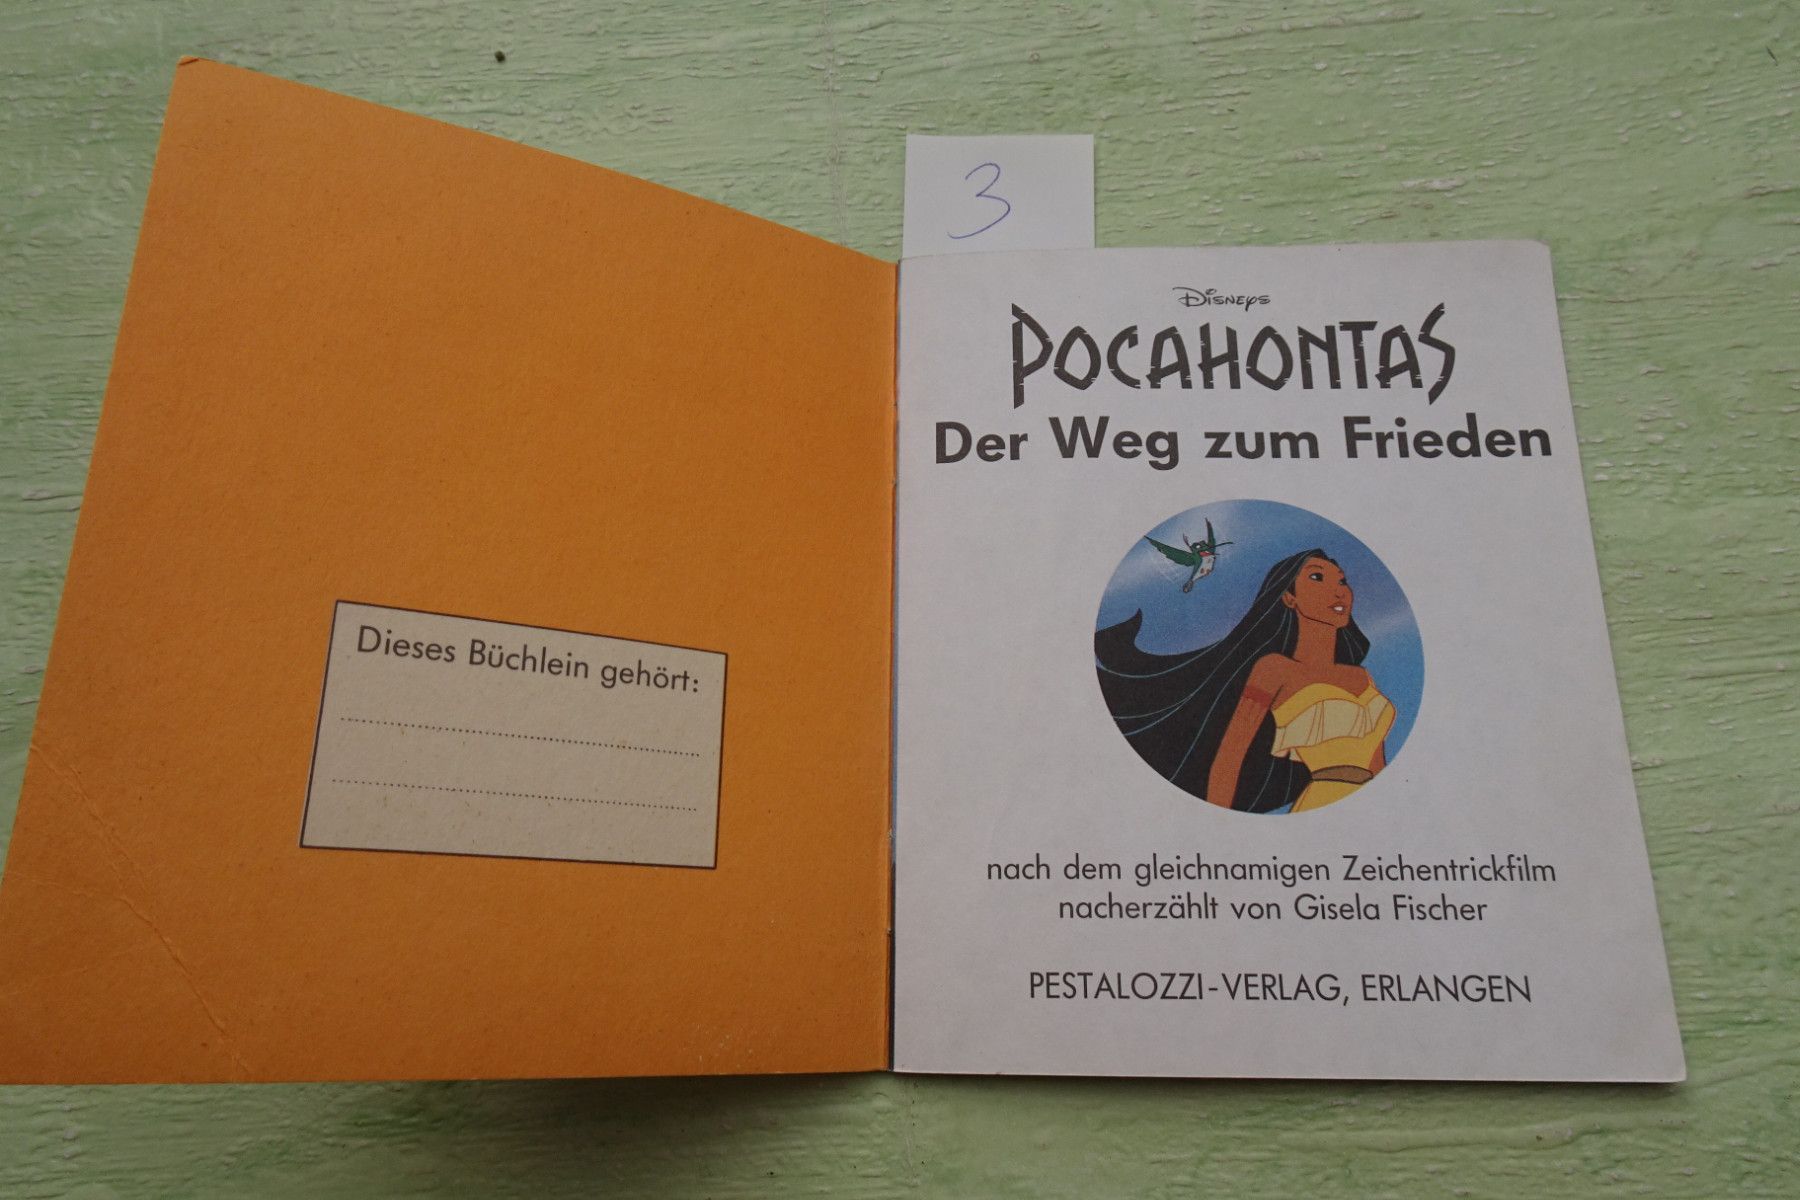 Dieses Büchlein gehört:
3
DISNEYS
POCAHONTAS
Der Weg zum Frieden
nach dem gleichnamigen Zeichentrickfilm
nacherzählt von Gisela Fischer
PESTALOZZI-VERLAG, ERLANGEN